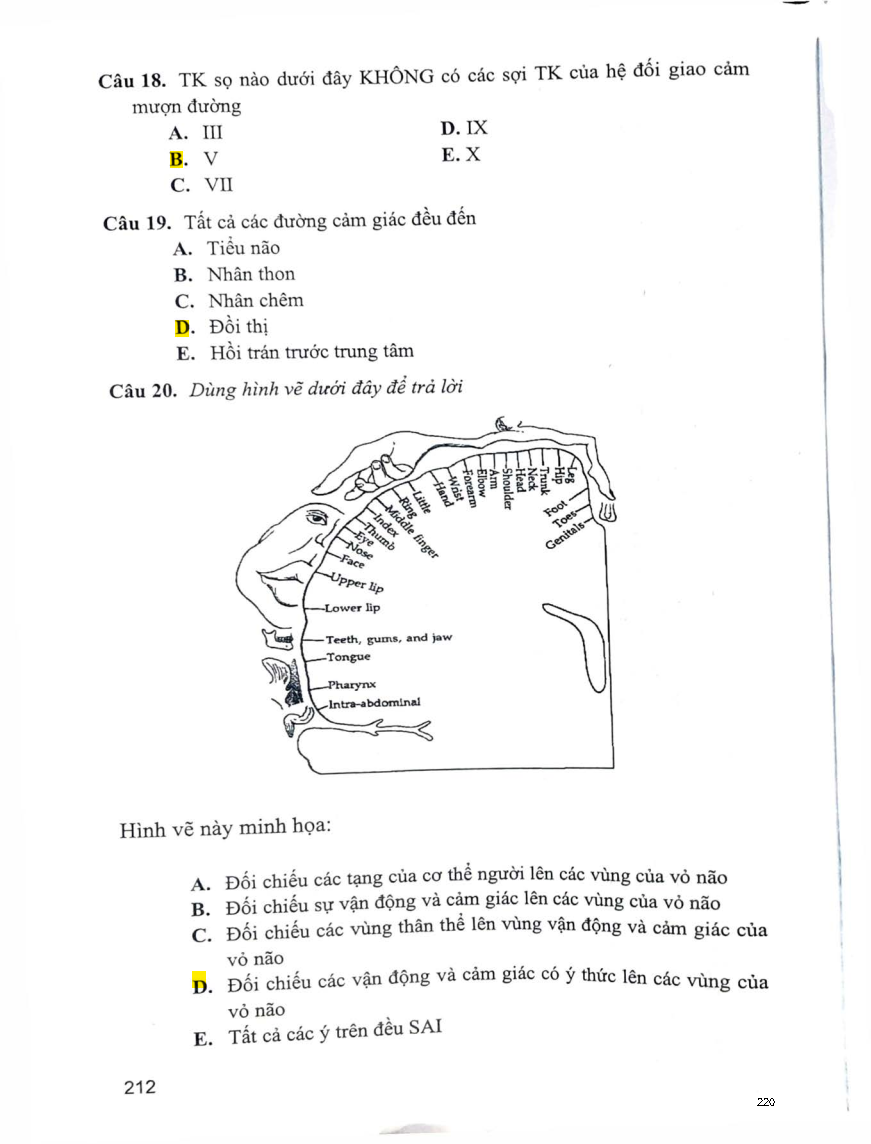 Câu 18. TK sọ nào dưới đây KHÔNG có các sợi TK của hệ đối giao cảm
mượn đường
A. III
B. V
C. VII
D. IX
E. X
Câu 19. Tất cả các đường cảm giác đều đến
A. Tiểu não
B. Nhân thon
C. Nhân chêm
D. Đồi thị
E. Hồi trán trước trung tâm
Câu 20. Dùng hình vẽ dưới đây để trả lời
Leg
Hip
Trunk
Neck
Head
Shoulder
Arm
Elbow
Forearm
Wrist
Hand
Little
Ring
Middle finger
Index
Thumb
Eye
Nose
Face
Upper lip
Lower lip
Teeth, gums, and jaw
Tongue
Pharynx
Intra-abdominal
Foot
Toes
Genitals
Hình vẽ này minh họa:
A. Đối chiếu các tạng của cơ thể người lên các vùng của vỏ não
B. Đối chiếu sự vận động và cảm giác lên các vùng của vỏ não
C. Đối chiếu các vùng thân thể lên vùng vận động và cảm giác của
vỏ não
D. Đối chiếu các vận động và cảm giác có ý thức lên các vùng của
vỏ não
E. Tất cả các ý trên đều SAI
212
220